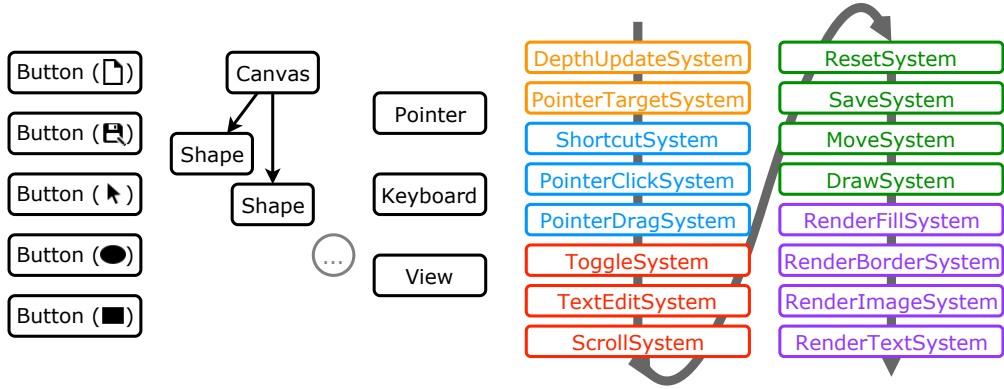 Button ( )
Button ( )
Button ( )
Button ( )
Button ( )
Canvas
Shape
Shape
...
Pointer
Keyboard
View
DepthUpdateSystem
PointerTargetSystem
ShortcutSystem
PointerClickSystem
PointerDragSystem
ToggleSystem
TextEditSystem
ScrollSystem
ResetSystem
SaveSystem
MoveSystem
DrawSystem
RenderFillSystem
RenderBorderSystem
RenderImageSystem
RenderTextSystem